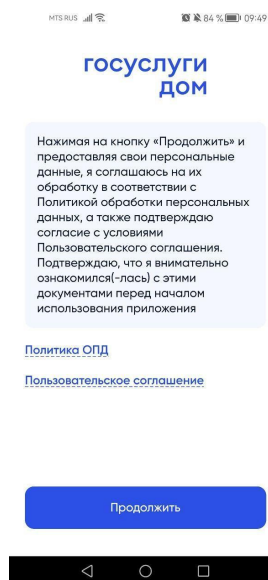 MTS RUS 84 % 09:49
госуслуги
дом
Нажимая на кнопку «Продолжить» и
предоставляя свои персональные
данные, я соглашаюсь на их
обработку в соответствии с
Политикой обработки персональных
данных, а также подтверждаю
согласие с условиями
Пользовательского соглашения.
Подтверждаю, что я внимательно
ознакомился(-лась) с этими
документами перед началом
использования приложения
Политика ОПД
Пользовательское соглашение
Продолжить